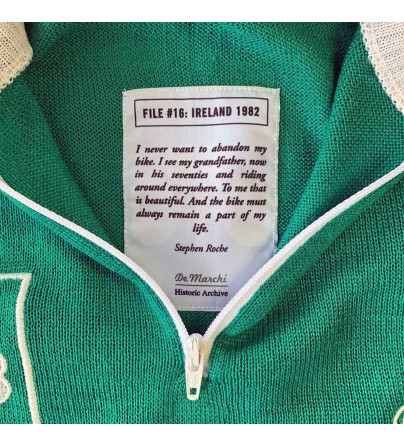 FILE #16: IRELAND 1982
I never want to abandon my
bike. I see my grandfather, now
in his seventies and riding
around everywhere. To me that
is beautiful. And the bike must
always remain a part of my
life.
Stephen Roche
De Marchi
Historic Archive